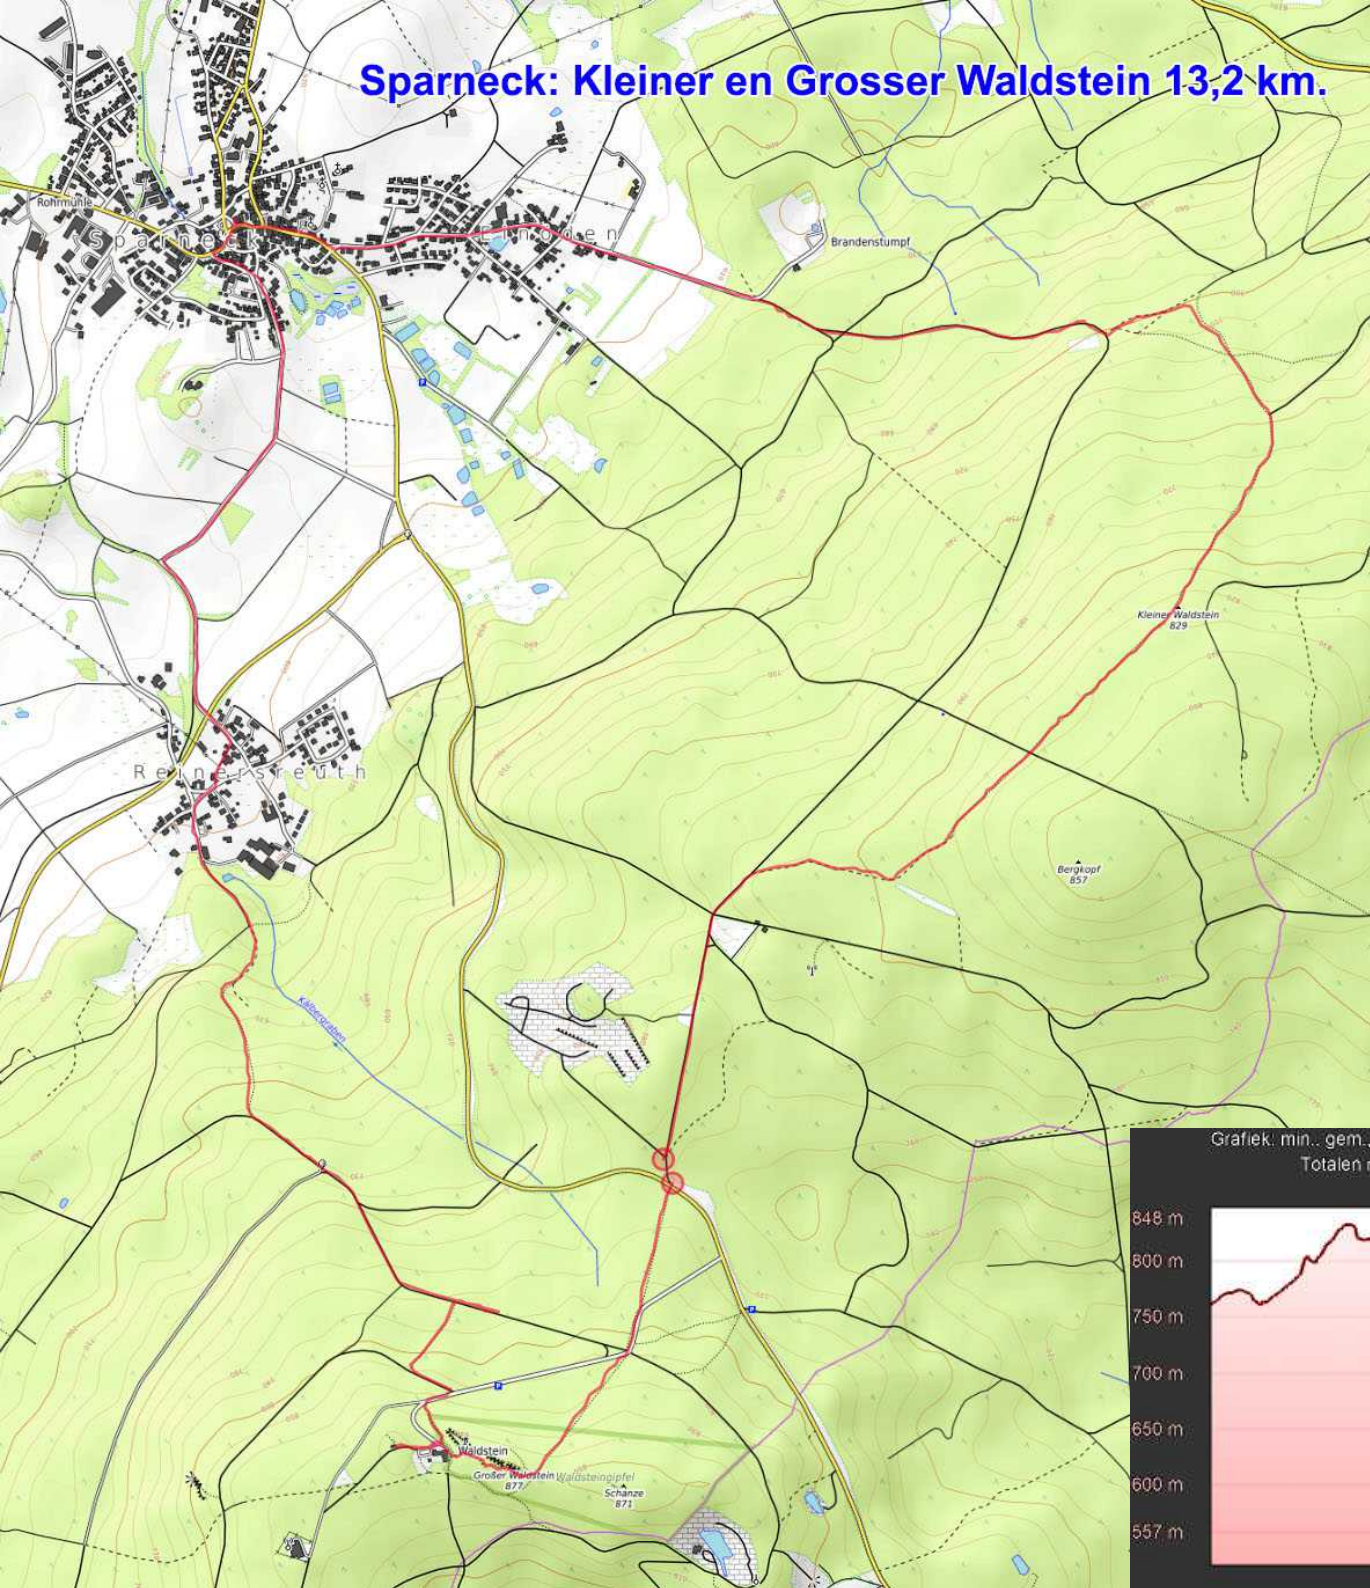 Sparneck: Kleiner en Grosser Waldstein 13,2 km.
Rohrmühle
Sparneck
Einöden
Brandenstumpf
Kleiner Waldstein
829
Reinersreuth
Bergkopf
857
Kalbergraben
Waldstein
Großer Waldstein
877
Waldsteingipfel
Schanze
871
Grafiek: min.. gem..
Totalen
848 m
800 m
750 m
700 m
650 m
600 m
557 m